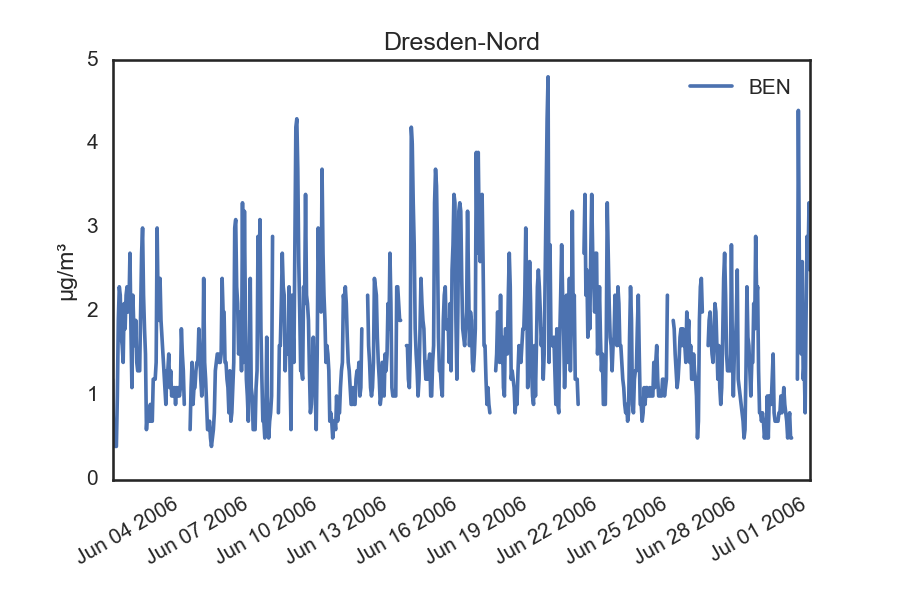 Dresden-Nord
BEN
µg/m³
5
4
3
2
1
0
Jun 04 2006
Jun 07 2006
Jun 10 2006
Jun 13 2006
Jun 16 2006
Jun 19 2006
Jun 22 2006
Jun 25 2006
Jun 28 2006
Jul 01 2006